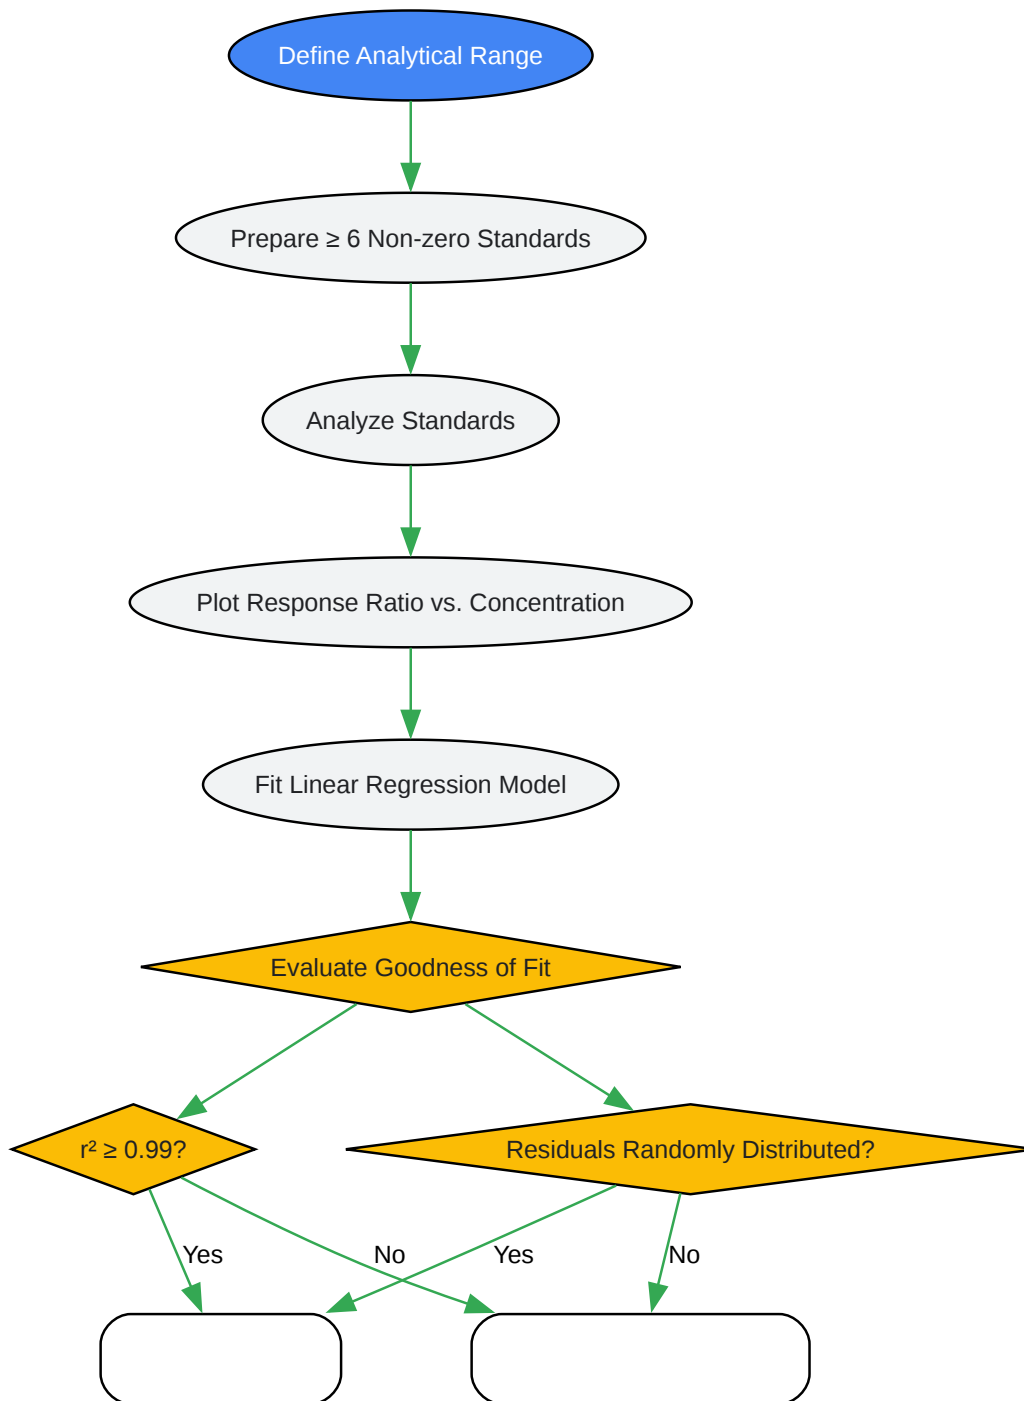 Define Analytical Range
Prepare ≥ 6 Non-zero Standards
Analyze Standards
Plot Response Ratio vs. Concentration
Fit Linear Regression Model
Evaluate Goodness of Fit
r² ≥ 0.99?
Residuals Randomly Distributed?
Yes
No
Yes
No